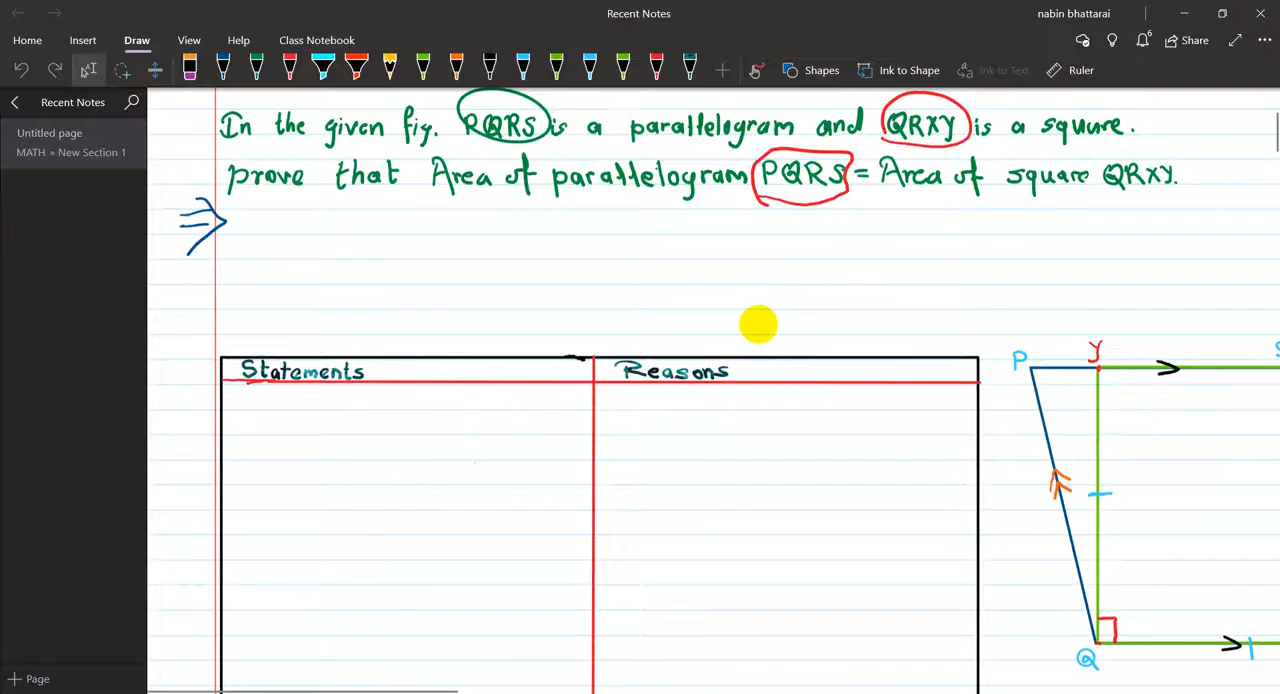 Recent Notes
nabin bhattarai
Home Insert Draw View Help Class Notebook
6 Share
Shapes Ink to Shape Ink to Text Ruler
Recent Notes
Untitled page
MATH » New Section 1
In the given fig. PQRS is a parallelogram and QRXY is a square.
prove that Area of parallelogram PQRS = Area of square QRXY.
Statements Reasons
P Y S
Q
Page